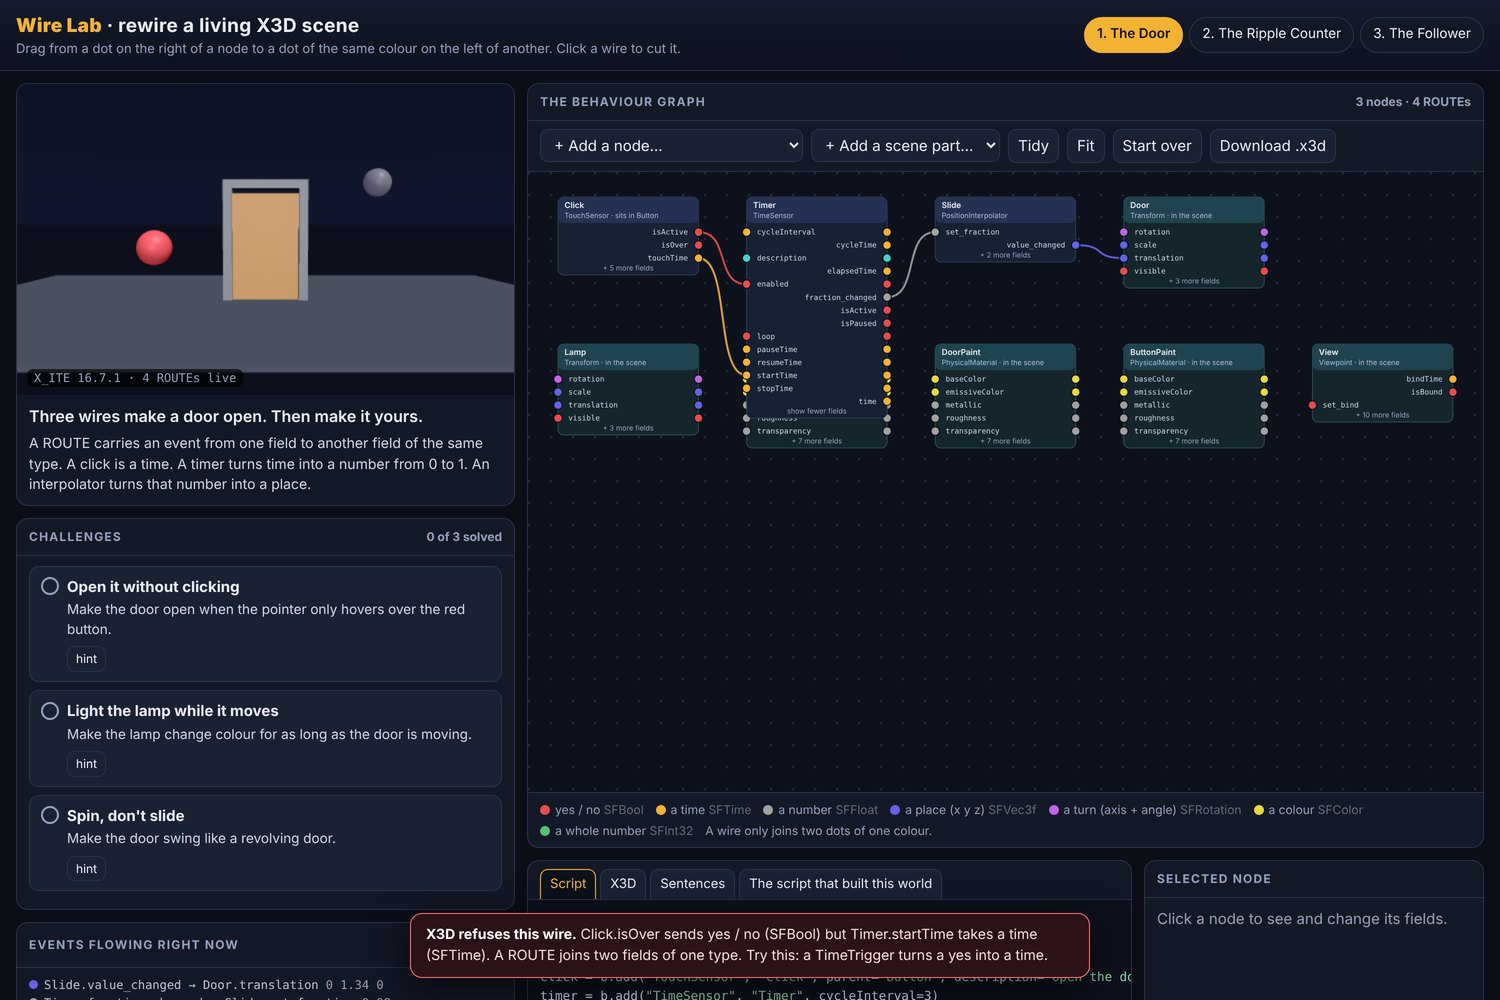 Wire Lab · rewire a living X3D scene
Drag from a dot on the right of a node to a dot of the same colour on the left of another. Click a wire to cut it.
1. The Door
2. The Ripple Counter
3. The Follower
X_ITE 16.7.1 · 4 ROUTEs live
Three wires make a door open. Then make it yours.
A ROUTE carries an event from one field to another field of the same
type. A click is a time. A timer turns time into a number from 0 to 1. An
interpolator turns that number into a place.
CHALLENGES
0 of 3 solved
Open it without clicking
Make the door open when the pointer only hovers over the red
button.
hint
Light the lamp while it moves
Make the lamp change colour for as long as the door is moving.
hint
Spin, don't slide
Make the door swing like a revolving door.
hint
EVENTS FLOWING RIGHT NOW
Slide.value_changed → Door.translation 0 1.34 0
THE BEHAVIOUR GRAPH
3 nodes · 4 ROUTEs
+ Add a node...
+ Add a scene part...
Tidy
Fit
Start over
Download .x3d
Click
TouchSensor · sits in Button
isActive
isOver
touchTime
+ 5 more fields
Timer
TimeSensor
cycleInterval
cycleTime
description
elapsedTime
enabled
fraction_changed
isActive
isPaused
loop
pauseTime
resumeTime
startTime
stopTime
time
show fewer fields
transparency
+ 7 more fields
Slide
PositionInterpolator
set_fraction
value_changed
+ 2 more fields
Door
Transform · in the scene
rotation
scale
translation
visible
+ 3 more fields
Lamp
Transform · in the scene
rotation
scale
translation
visible
+ 3 more fields
DoorPaint
PhysicalMaterial · in the scene
baseColor
emissiveColor
metallic
roughness
transparency
+ 7 more fields
ButtonPaint
PhysicalMaterial · in the scene
baseColor
emissiveColor
metallic
roughness
transparency
+ 7 more fields
View
Viewpoint · in the scene
bindTime
isBound
set_bind
+ 10 more fields
yes / no SFBool
a time SFTime
a number SFFloat
a place (x y z) SFVec3f
a turn (axis + angle) SFRotation
a colour SFColor
a whole number SFInt32
A wire only joins two dots of one colour.
Script
X3D
Sentences
The script that built this world
SELECTED NODE
Click a node to see and change its fields.
X3D refuses this wire. Click.isOver sends yes / no (SFBool) but Timer.startTime takes a time
(SFTime). A ROUTE joins two fields of one type. Try this: a TimeTrigger turns a yes into a time.
timer = b.add("TimeSensor", "Timer", cycleInterval=3)